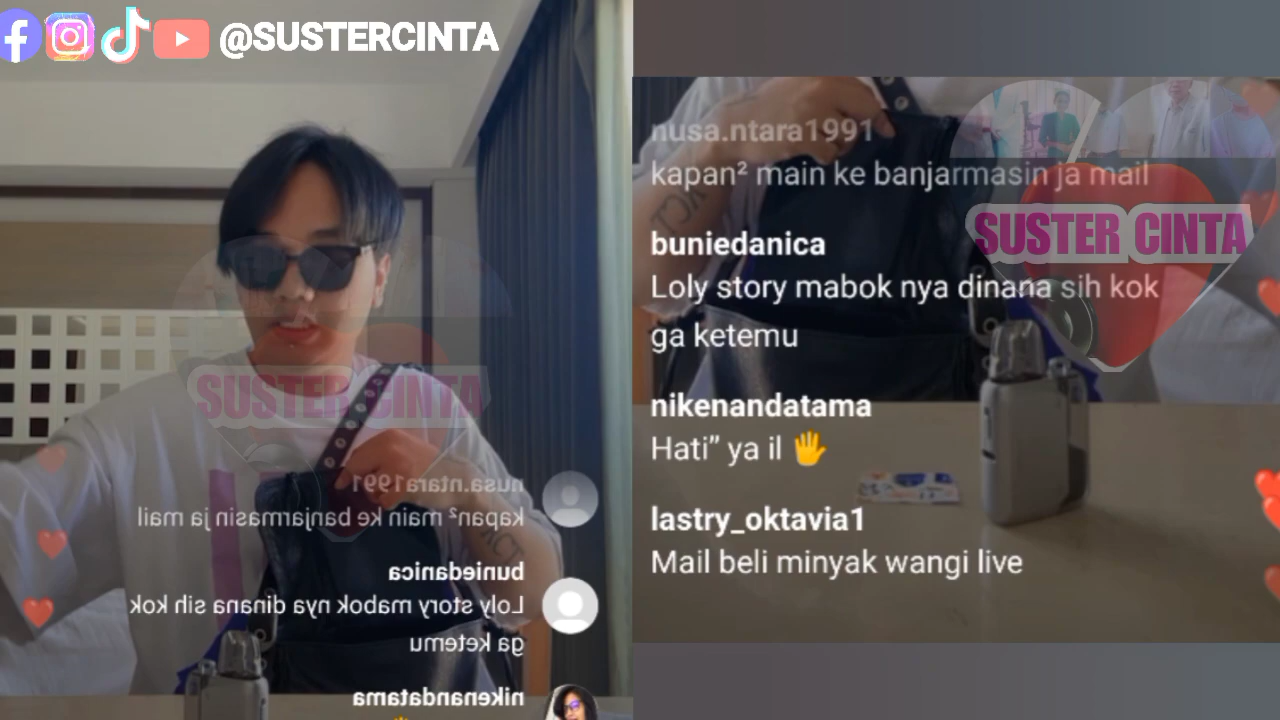 @SUSTERCINTA
SUSTER CINTA
nusa.ntara1991
kapan² main ke banjarmasin ja mail
buniedanica
Loly story mabok nya dinana sih kok
ga ketemu
nikenandatama
nusa.ntara1991
kapan² main ke banjarmasin ja mail
SUSTER CINTA
buniedanica
Loly story mabok nya dinana sih kok
ga ketemu
nikenandatama
Hati” ya il 🖐
lastry_oktavia1
Mail beli minyak wangi live